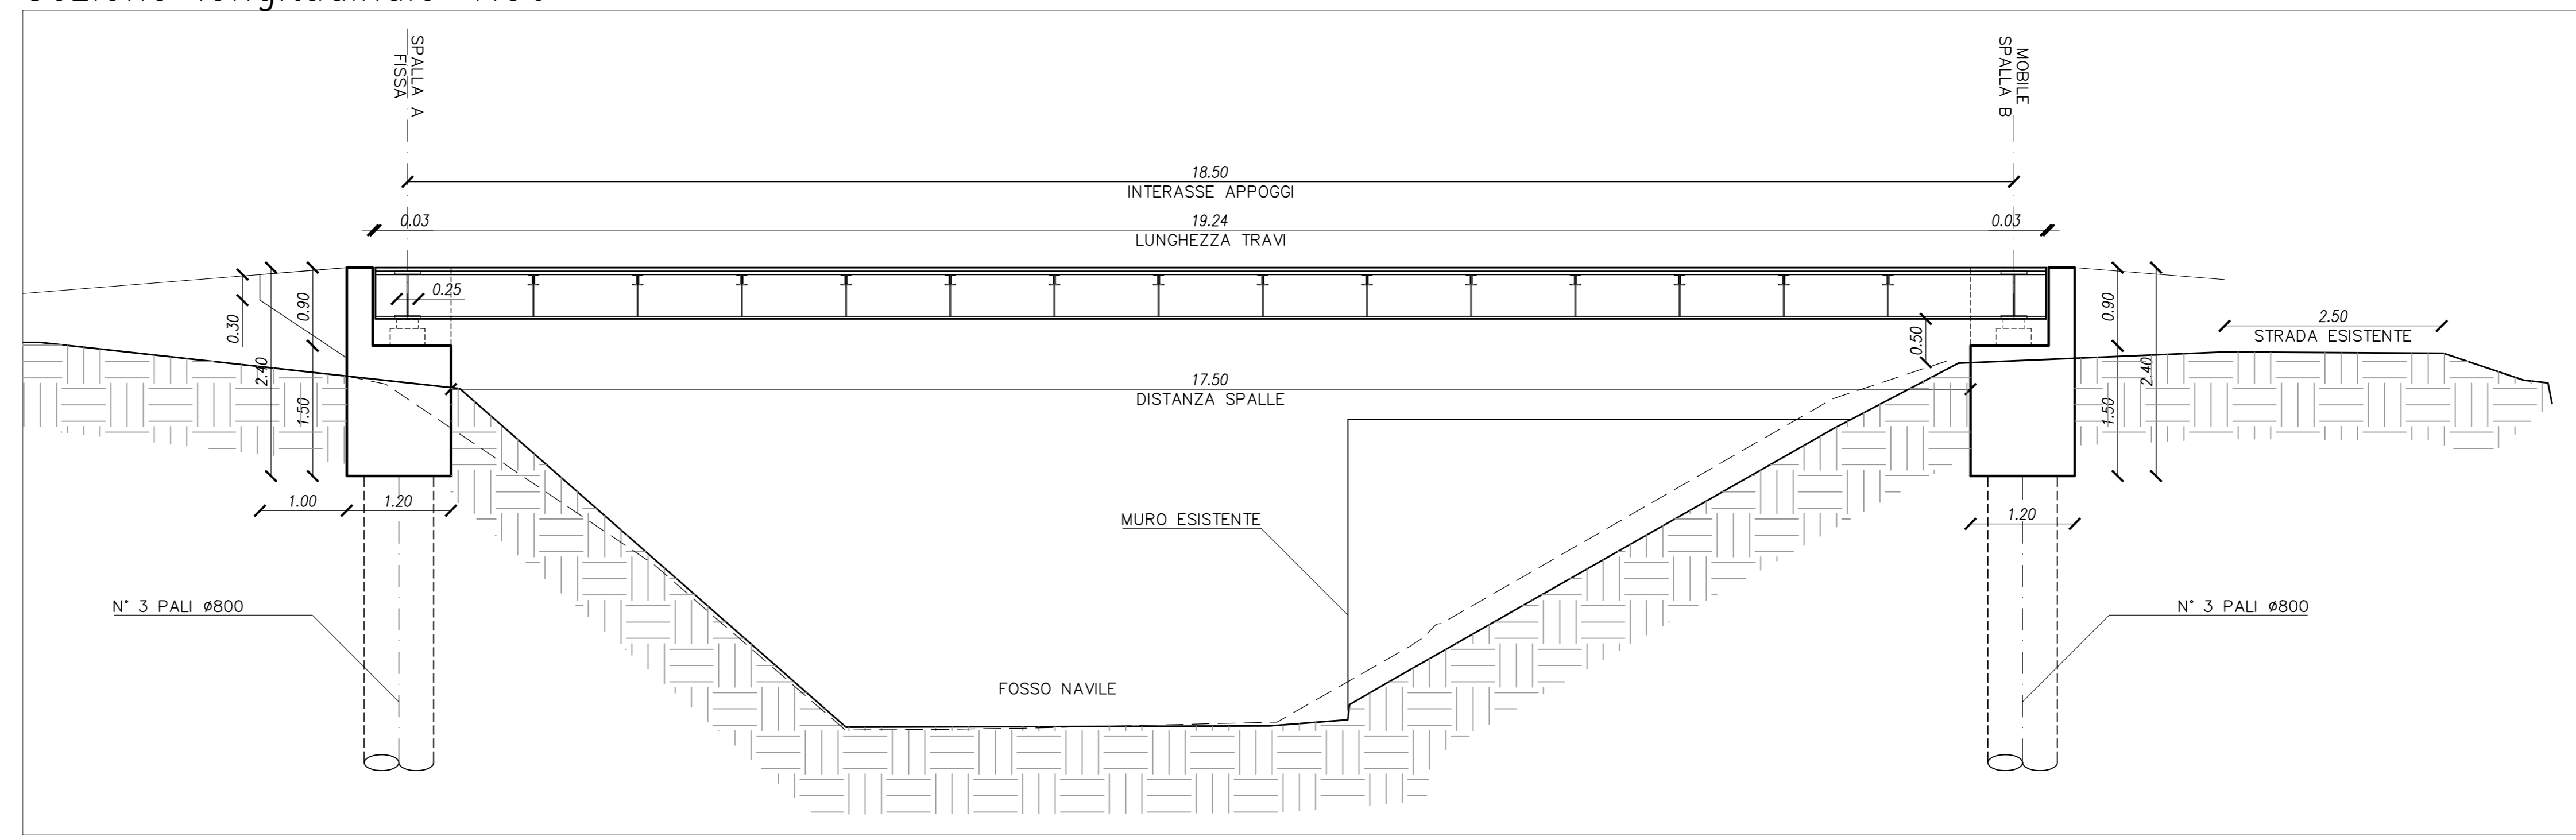 SPALLA A
FISSA
MOBILE
SPALLA B
18.50
INTERASSE APPOGGI
0.03
19.24
0.03
LUNGHEZZA TRAVI
0.25
0.30
2.40
0.90
1.50
0.50
0.90
2.40
1.50
2.50
STRADA ESISTENTE
17.50
DISTANZA SPALLE
1.00
1.20
MURO ESISTENTE
1.20
N° 3 PALI ø800
N° 3 PALI ø800
FOSSO NAVILE